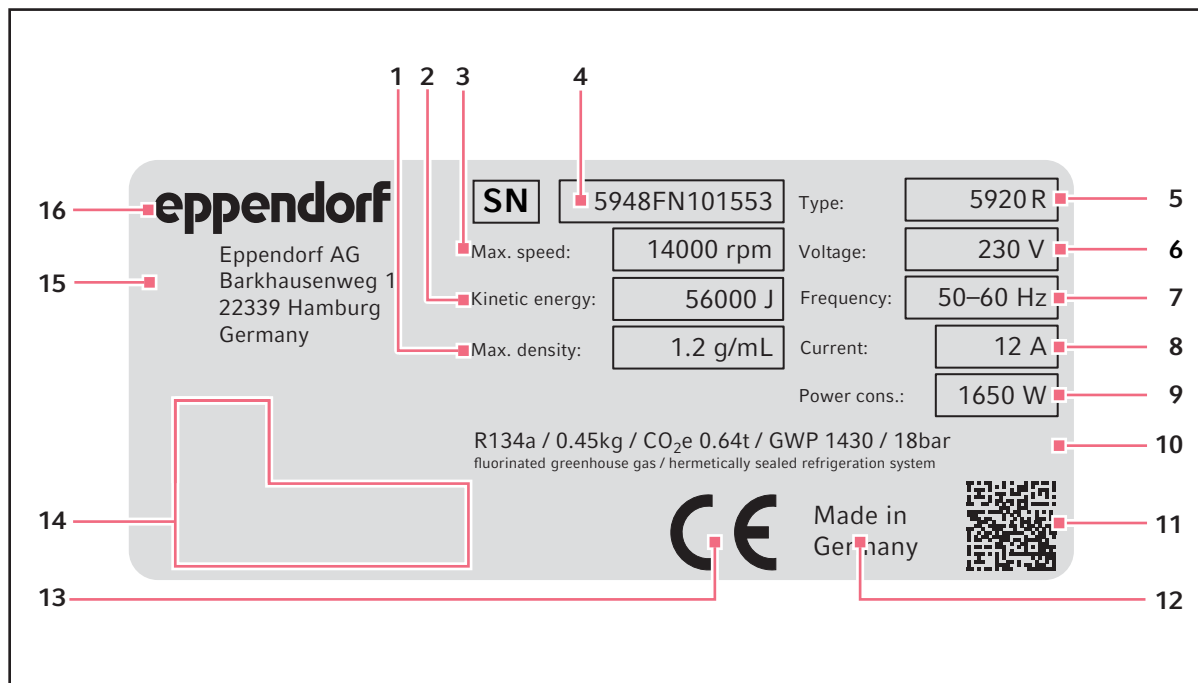 1 2 3 4
eppendorf
Eppendorf AG
Barkhausenweg 1
22339 Hamburg
Germany
SN 5948FN101553
Max. speed: 14000 rpm
Kinetic energy: 56000 J
Max. density: 1.2 g/mL
Type: 5920 R
Voltage: 230 V
Frequency: 50–60 Hz
Current: 12 A
Power cons.: 1650 W
R134a / 0.45kg / CO₂e 0.64t / GWP 1430 / 18bar
fluorinated greenhouse gas / hermetically sealed refrigeration system
CE
Made in
Germany
5
6
7
8
9
10
11
12
13
14
15
16